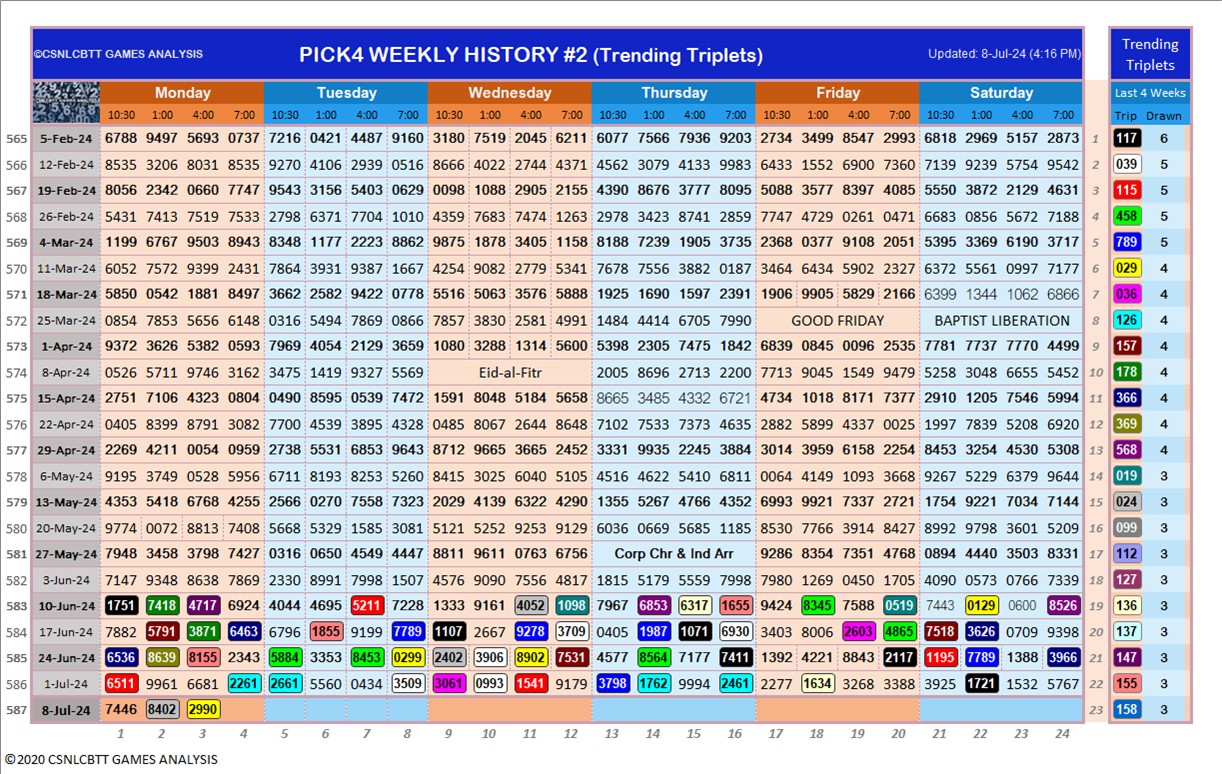 ©CSNLCBTT GAMES ANALYSIS PICK4 WEEKLY HISTORY #2 (Trending Triplets) Updated: 8-Jul-24 (4:16 PM) Trending Triplets
Monday Tuesday Wednesday Thursday Friday Saturday Last 4 Weeks
10:30 1:00 4:00 7:00 10:30 1:00 4:00 7:00 10:30 1:00 4:00 7:00 10:30 1:00 4:00 7:00 10:30 1:00 4:00 7:00 10:30 1:00 4:00 7:00 Trip Drawn
565 5-Feb-24 6788 9497 5693 0737 7216 0421 4487 9160 3180 7519 2045 6211 6077 7566 7936 9203 2734 3499 8547 2993 6818 2969 5157 2873 1 117 6
566 12-Feb-24 8535 3206 8031 8535 9270 4106 2939 0516 6666 4022 2744 4371 4562 3079 4133 9983 6433 1552 6900 7360 7139 9239 5754 9542 2 039 5
567 19-Feb-24 8056 2342 0660 7747 9543 3156 5403 0629 0098 1088 2905 2155 4390 8676 3777 8095 5088 3577 8397 4085 5550 3872 2129 4631 3 115 5
568 26-Feb-24 5431 7413 7519 7533 2798 6371 7704 1010 4359 7683 7474 1263 2978 3423 8741 2859 7747 4729 0261 0471 6683 0856 5672 7188 4 458 5
569 4-Mar-24 1199 6767 9503 8943 8348 1177 2223 8862 9875 1878 3405 1158 8188 7239 1905 3735 2368 0377 9108 2051 5395 3369 6190 3717 5 789 5
570 11-Mar-24 6052 7572 9399 2431 7864 3931 9387 1667 4254 9082 2779 5341 7678 7556 3882 0187 3464 6434 5902 2327 6372 5561 0997 7177 6 029 4
571 18-Mar-24 5850 0542 1881 8497 3662 2582 9422 0778 5516 5063 3576 5888 1925 1690 1597 2391 1906 9905 5829 2166 6399 1344 1062 6866 7 036 4
572 25-Mar-24 0854 7853 5656 6148 0316 5494 7869 0866 7857 3830 2581 4991 1484 4414 6705 7990 GOOD FRIDAY BAPTIST LIBERATION 8 126 4
573 1-Apr-24 9372 3626 5382 0593 7969 4054 2129 3659 1080 3288 1314 5600 5398 2305 7475 1842 6839 0845 0096 2535 7781 7737 7770 4499 9 157 4
574 8-Apr-24 0526 5711 9746 3162 3475 1419 9327 5569 Eid-al-Fitr 2005 8696 2713 2200 7713 9045 1549 9479 5258 3048 6655 5452 10 178 4
575 15-Apr-24 2751 7106 4323 0804 0490 8595 0539 7472 1591 8048 5184 5658 8665 3485 4332 6721 4734 1018 8171 7377 2910 1205 7546 5994 11 366 4
576 22-Apr-24 0405 8399 8791 3082 7700 4539 3895 4328 0485 8067 2644 8648 7102 7533 7373 4635 2882 5899 4337 0025 1997 7839 5208 6920 12 369 4
577 29-Apr-24 2269 4211 0054 0959 2738 5531 6853 9643 8712 9665 3665 2452 3331 9935 2245 3884 3014 3959 6158 2254 8453 3254 4530 5308 13 568 4
578 6-May-24 9195 3749 0528 5956 6711 8193 8253 5260 8415 3025 6040 5105 4516 4622 5410 6811 0064 4149 1093 3668 9267 5229 6379 9644 14 019 3
579 13-May-24 4353 5418 6768 4255 2566 0270 7558 7323 9029 4139 6322 4290 1355 5267 4766 4352 6993 9921 7337 2721 1754 9221 7034 7144 15 024 3
580 20-May-24 9774 0072 8813 7408 5668 5329 1585 3081 5121 5252 9253 9129 6036 0669 5685 1185 8530 7766 3914 8427 8992 9798 3601 5209 16 099 3
581 27-May-24 7948 3458 3798 7427 0316 0650 4549 4447 8811 9611 0763 6756 Corp Chr & Ind Arr 9286 8354 7351 4768 0894 4440 3503 8331 17 112 3
582 3-Jun-24 7147 9348 8638 7869 2330 8991 7998 1507 4576 9090 7556 4817 1815 5179 5559 7998 7980 1269 0450 1705 4090 0573 0766 7339 18 127 3
583 10-Jun-24 1751 7418 4717 6924 4044 4695 5211 7228 1333 9161 4052 1098 7967 6853 6317 1655 9424 8345 7588 0519 7443 0129 0600 8526 19 136 3
584 17-Jun-24 7882 5791 3871 6463 6796 1855 9199 7789 1107 2667 9278 3709 0405 1987 1071 6930 3403 8006 2603 4865 7518 3626 0709 9398 20 137 3
585 24-Jun-24 6536 8639 8155 2343 5884 3353 8453 0299 2402 3906 8902 7531 4577 8564 7177 7411 1392 4221 8843 2117 1195 7789 1388 3966 21 147 3
586 1-Jul-24 6511 9961 6681 2261 2661 5560 0434 3509 3061 0993 1541 9179 3798 1762 9994 2461 2277 1634 3268 3388 3925 1721 1532 5767 22 155 3
587 8-Jul-24 7446 8402 2990 23 158 3
1 2 3 4 5 6 7 8 9 10 11 12 13 14 15 16 17 18 19 20 21 22 23 24
©2020 CSNLCBTT GAMES ANALYSIS